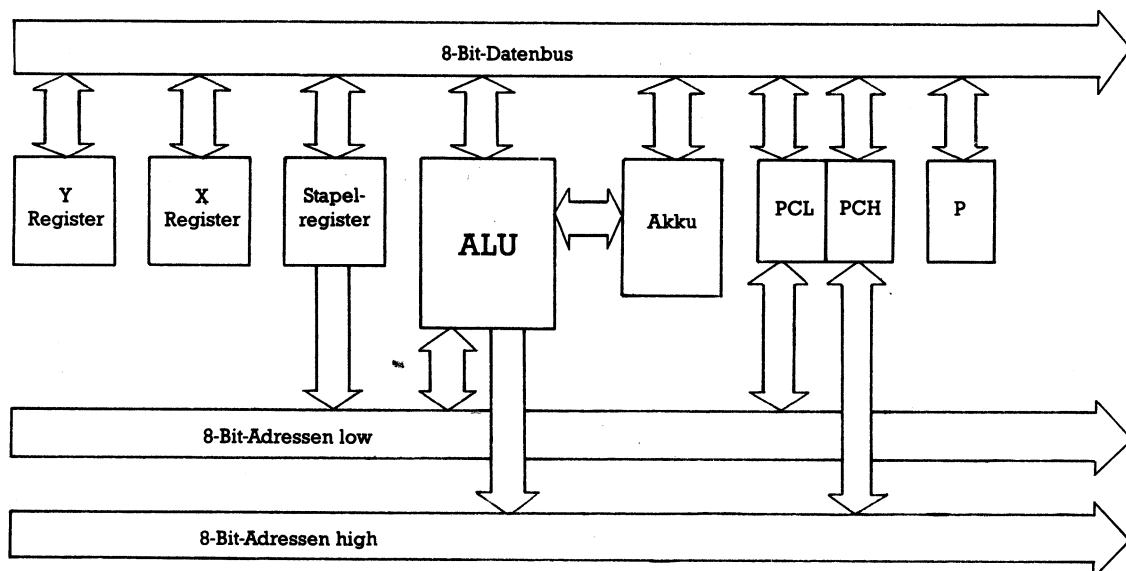 8-Bit-Datenbus
Y
Register
X
Register
Stapel-
register
ALU
Akku
PCL
PCH
P
8-Bit-Adressen low
8-Bit-Adressen high